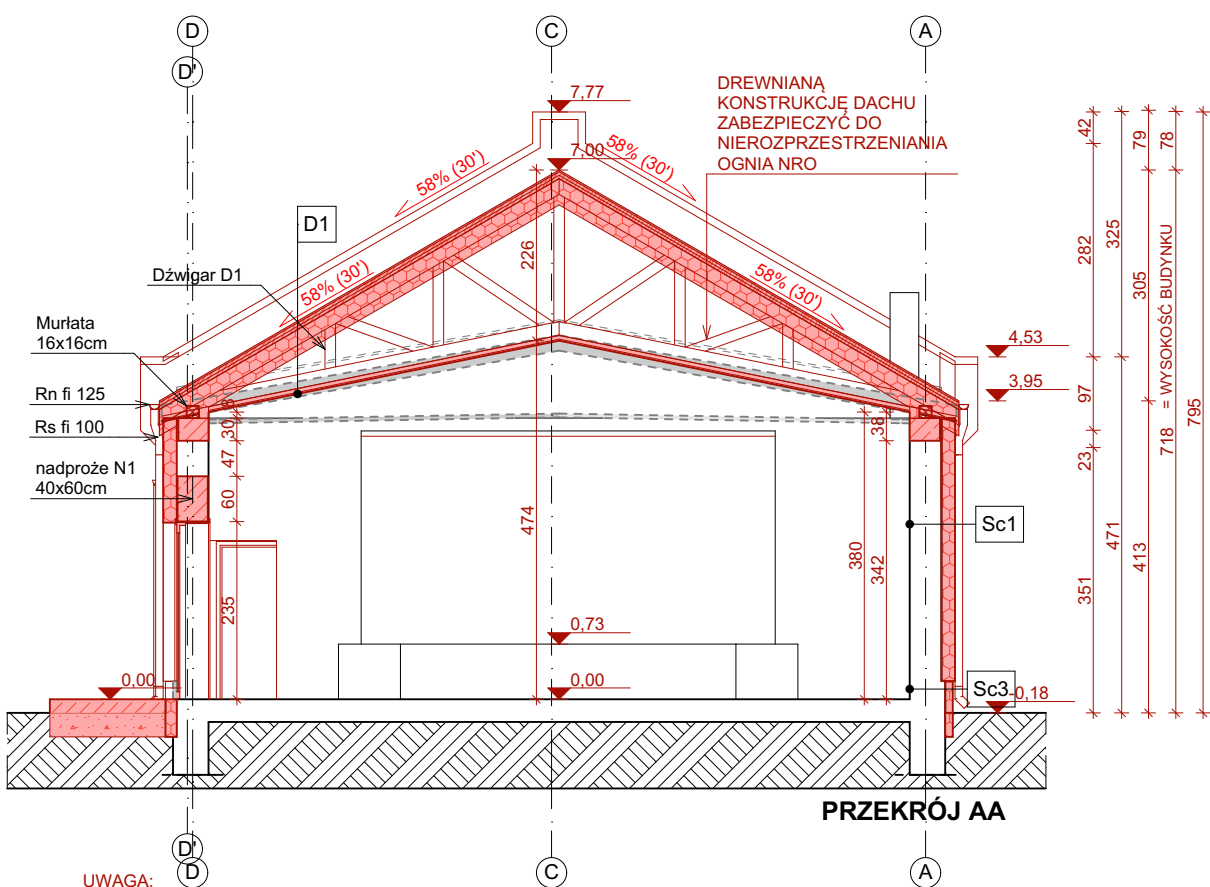 D
C
A
D'
7,77
DREWNIANĄ
KONSTRUKCJĘ DACHU
ZABEZPIECZYĆ DO
NIEROZPRZESTRZENIANIA
OGNIA NRO
58% (30')
58% (30')
7,00
D1
Dźwigar D1
58% (30')
58% (30')
226
Murłata
16x16cm
4,53
3,95
Rn fi 125
Rs fi 100
8
30
38
47
nadproże N1
40x60cm
60
474
380
342
Sc1
235
0,73
0,00
0,00
Sc3
-0,18
42
79
78
282
325
305
718 = WYSOKOŚĆ BUDYNKU
795
97
23
471
413
351
PRZEKRÓJ AA
D'
D
C
A
UWAGA: